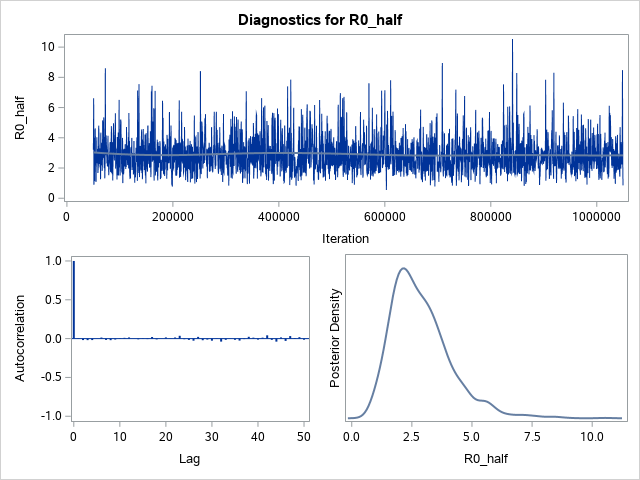 Diagnostics for R0_half
R0_half
10
8
6
4
2
0
0 200000 400000 600000 800000 1000000
Iteration
Autocorrelation
1.0
0.5
0.0
-0.5
-1.0
0 10 20 30 40 50
Lag
Posterior Density
0.0 2.5 5.0 7.5 10.0
R0_half